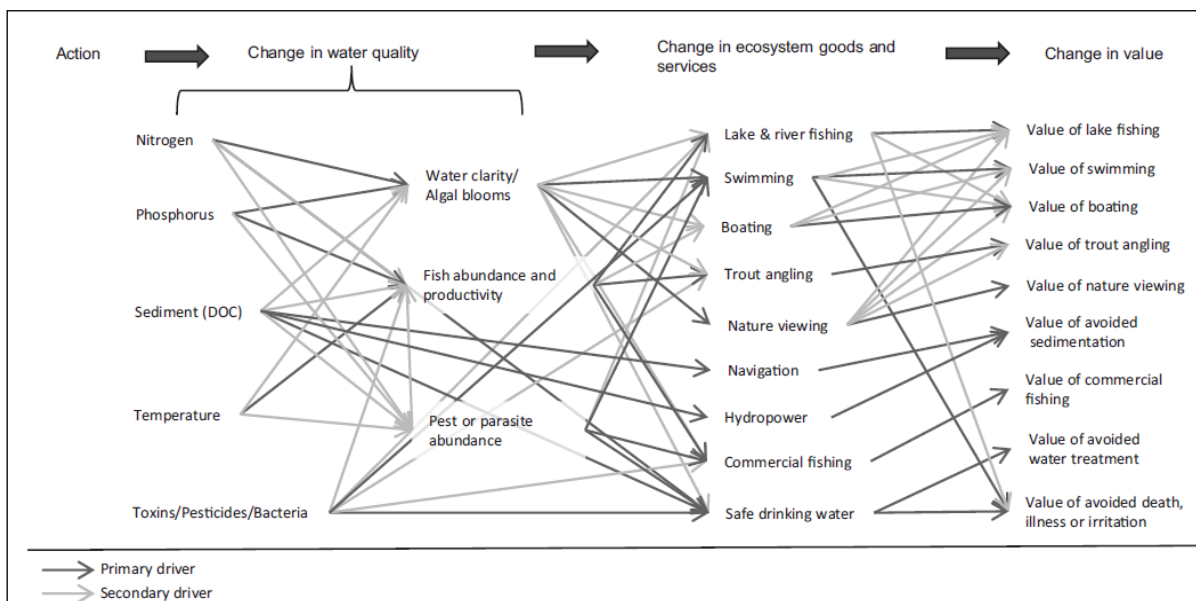 Action
Change in water quality
Change in ecosystem goods and
services
Change in value
Nitrogen
Phosphorus
Sediment (DOC)
Temperature
Toxins/Pesticides/Bacteria
Water clarity/
Algal blooms
Fish abundance and
productivity
Pest or parasite
abundance
Lake & river fishing
Swimming
Boating
Trout angling
Nature viewing
Navigation
Hydropower
Commercial fishing
Safe drinking water
Value of lake fishing
Value of swimming
Value of boating
Value of trout angling
Value of nature viewing
Value of avoided
sedimentation
Value of commercial
fishing
Value of avoided
water treatment
Value of avoided death,
illness or irritation
Primary driver
Secondary driver